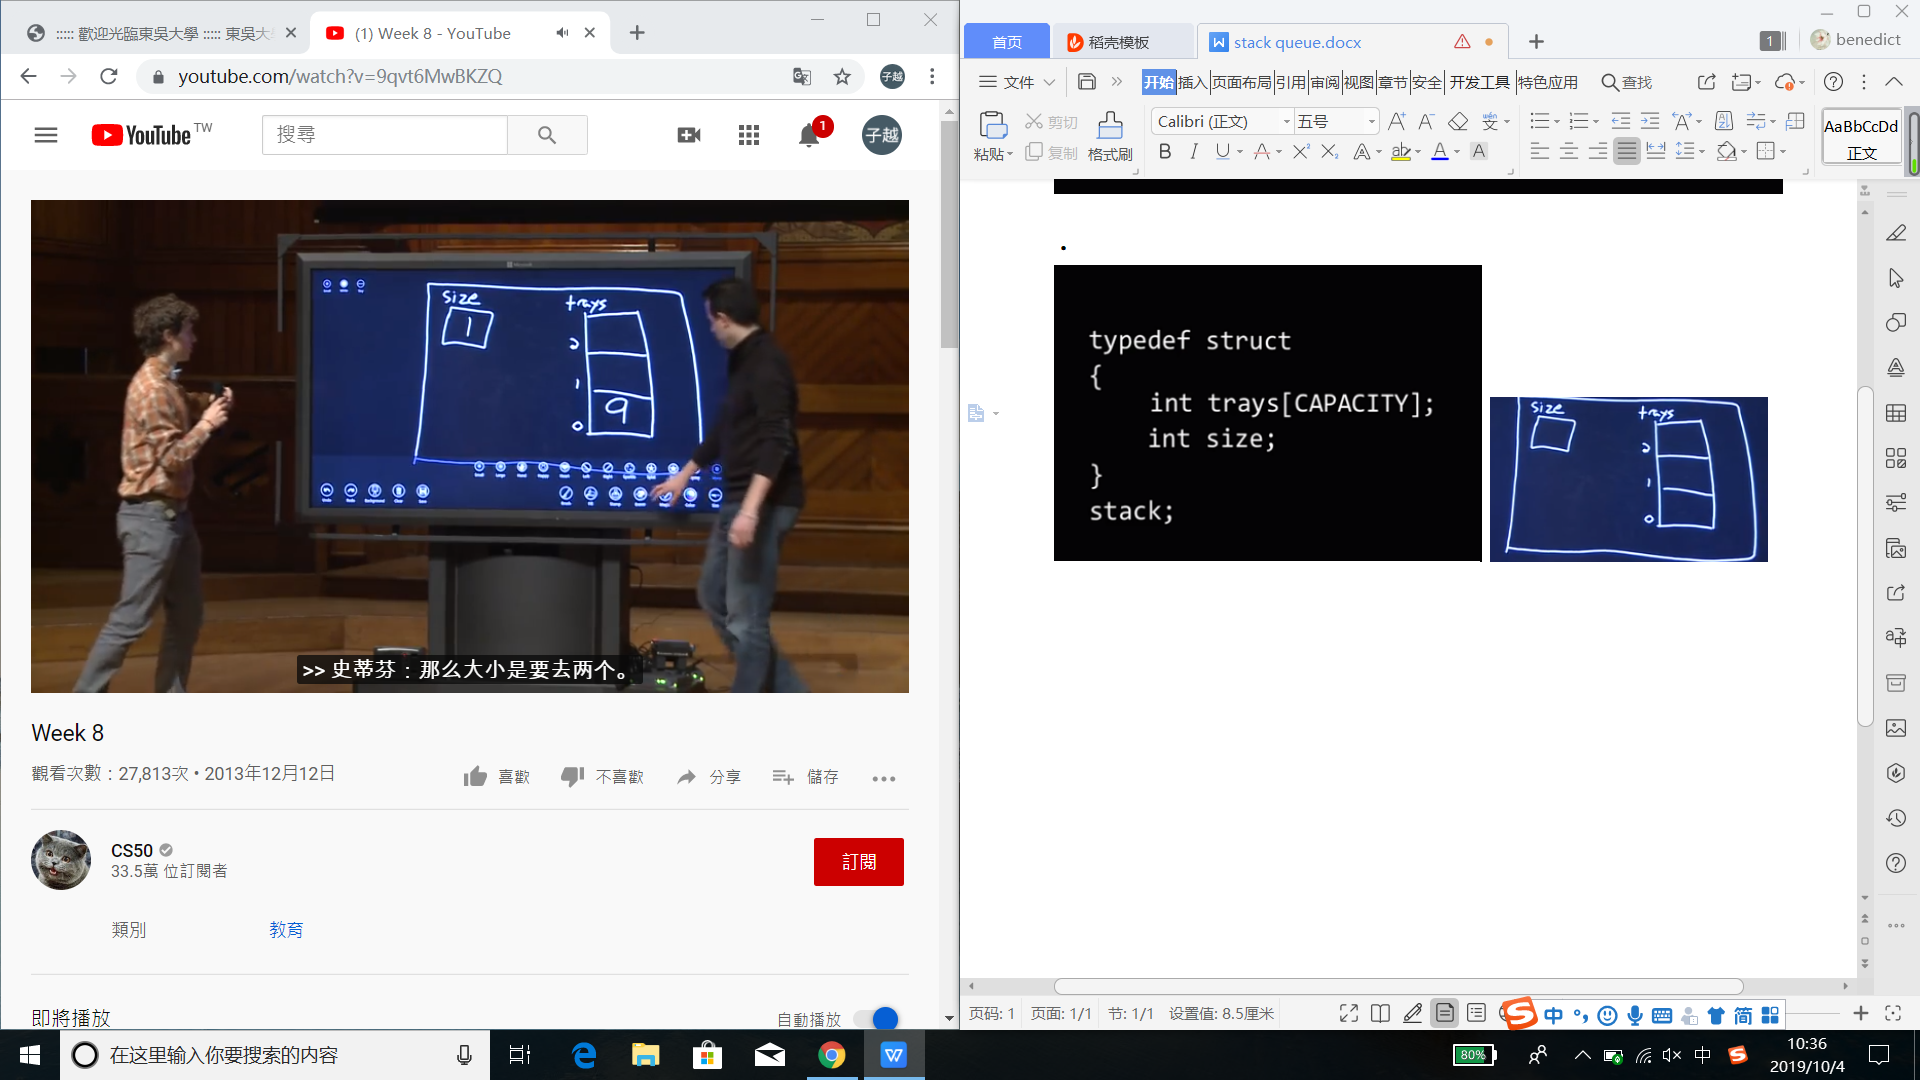 ::::: 歡迎光臨東吳大學 ::::: 東吳大
(1) Week 8 - YouTube
youtube.com/watch?v=9qvt6MwBKZQ
子越
YouTube TW
搜尋
1
子越
size
trays
1
2
1
9
0
>> 史蒂芬：那么大小是要去两个。
Week 8
觀看次數：27,813次 • 2013年12月12日
喜歡
不喜歡
分享
儲存
CS50
33.5萬 位訂閱者
訂閱
類別
教育
即將播放
自動播放
首页
稻壳模板
stack queue.docx
1
benedict
文件
开始
插入
页面布局
引用
审阅
视图
章节
安全
开发工具
特色应用
查找
粘贴
剪切
复制
格式刷
Calibri (正文)
五号
AaBbCcDd
正文
typedef struct
{
int trays[CAPACITY];
int size;
}
stack;
size
trays
2
1
0
页码: 1
页面: 1/1
节: 1/1
设置值: 8.5厘米
中
简
在这里输入你要搜索的内容
80%
中
10:36
2019/10/4